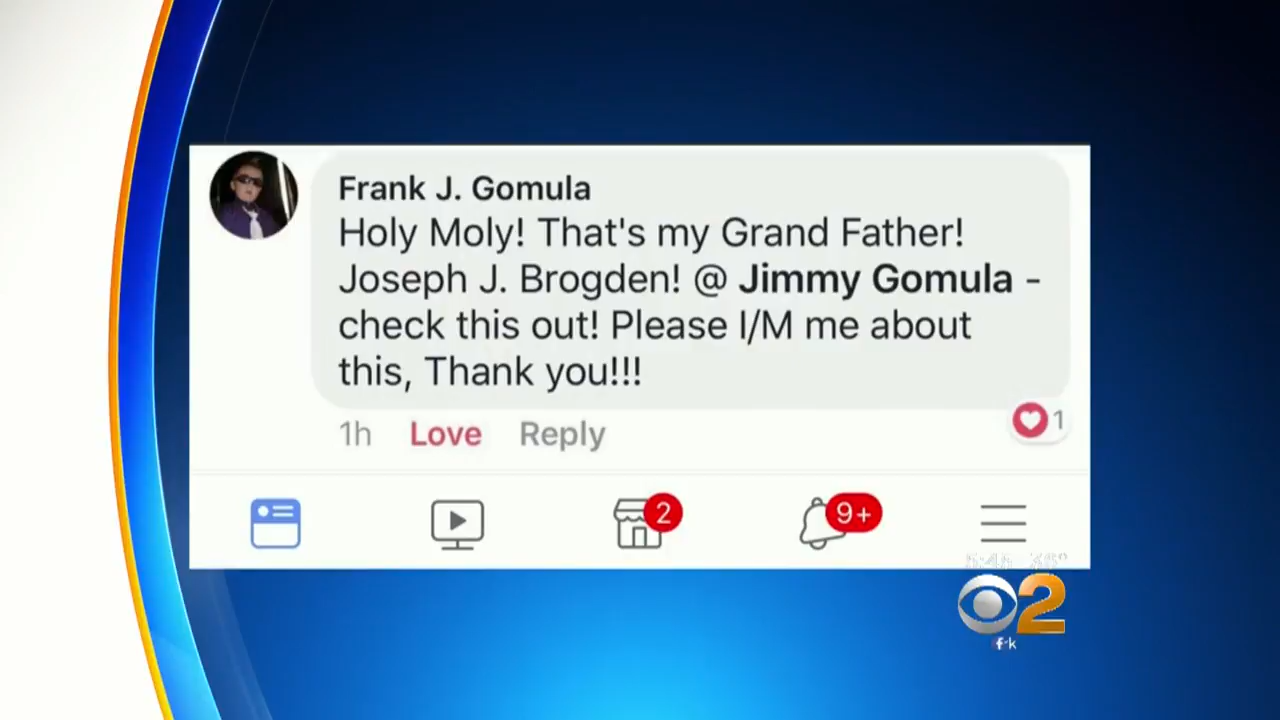 Frank J. Gomula
Holy Moly! That's my Grand Father!
Joseph J. Brogden! @ Jimmy Gomula -
check this out! Please I/M me about
this, Thank you!!!
1h Love Reply
1
2
9+
2